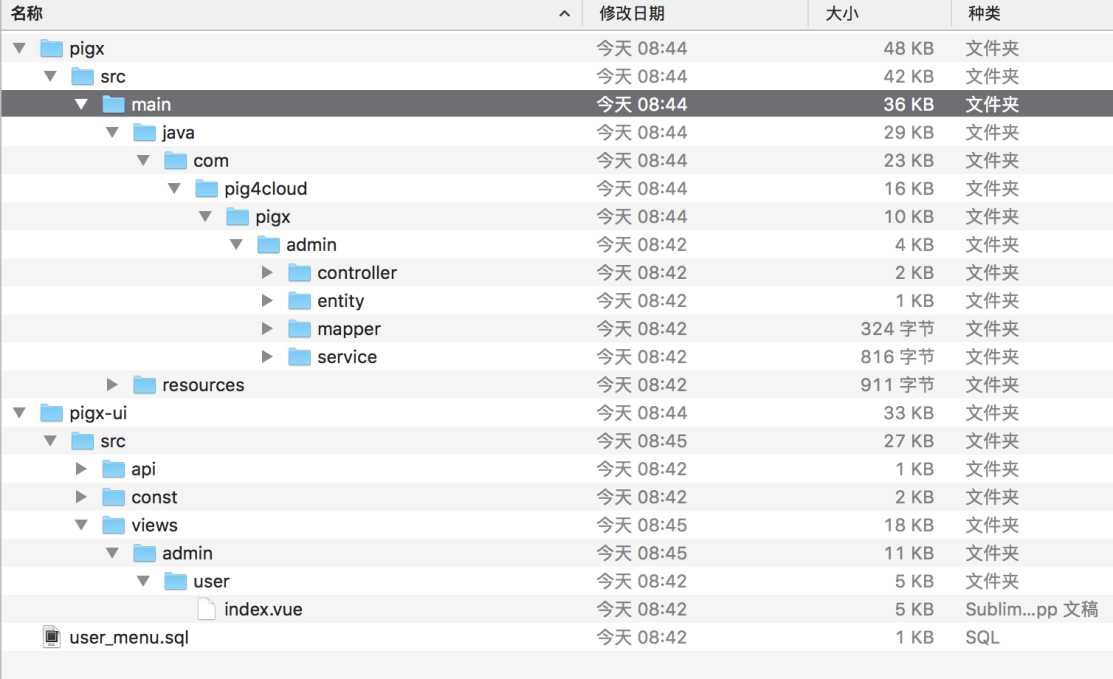 名称 修改日期 大小 种类
pigx 今天 08:44 48 KB 文件夹
src 今天 08:44 42 KB 文件夹
main 今天 08:44 36 KB 文件夹
java 今天 08:44 29 KB 文件夹
com 今天 08:44 23 KB 文件夹
pig4cloud 今天 08:44 16 KB 文件夹
pigx 今天 08:44 10 KB 文件夹
admin 今天 08:42 4 KB 文件夹
controller 今天 08:42 2 KB 文件夹
entity 今天 08:42 1 KB 文件夹
mapper 今天 08:42 324 字节 文件夹
service 今天 08:42 816 字节 文件夹
resources 今天 08:42 911 字节 文件夹
pigx-ui 今天 08:44 33 KB 文件夹
src 今天 08:45 27 KB 文件夹
api 今天 08:42 1 KB 文件夹
const 今天 08:42 2 KB 文件夹
views 今天 08:45 18 KB 文件夹
admin 今天 08:45 11 KB 文件夹
user 今天 08:42 5 KB 文件夹
index.vue 今天 08:42 5 KB Sublim...pp 文稿
user_menu.sql 今天 08:42 1 KB SQL